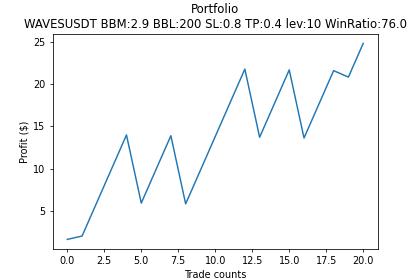 Portfolio
WAVESUSDT BBM:2.9 BBL:200 SL:0.8 TP:0.4 lev:10 WinRatio:76.0
25
20
15
10
5
Profit ($)
0.0 2.5 5.0 7.5 10.0 12.5 15.0 17.5 20.0
Trade counts